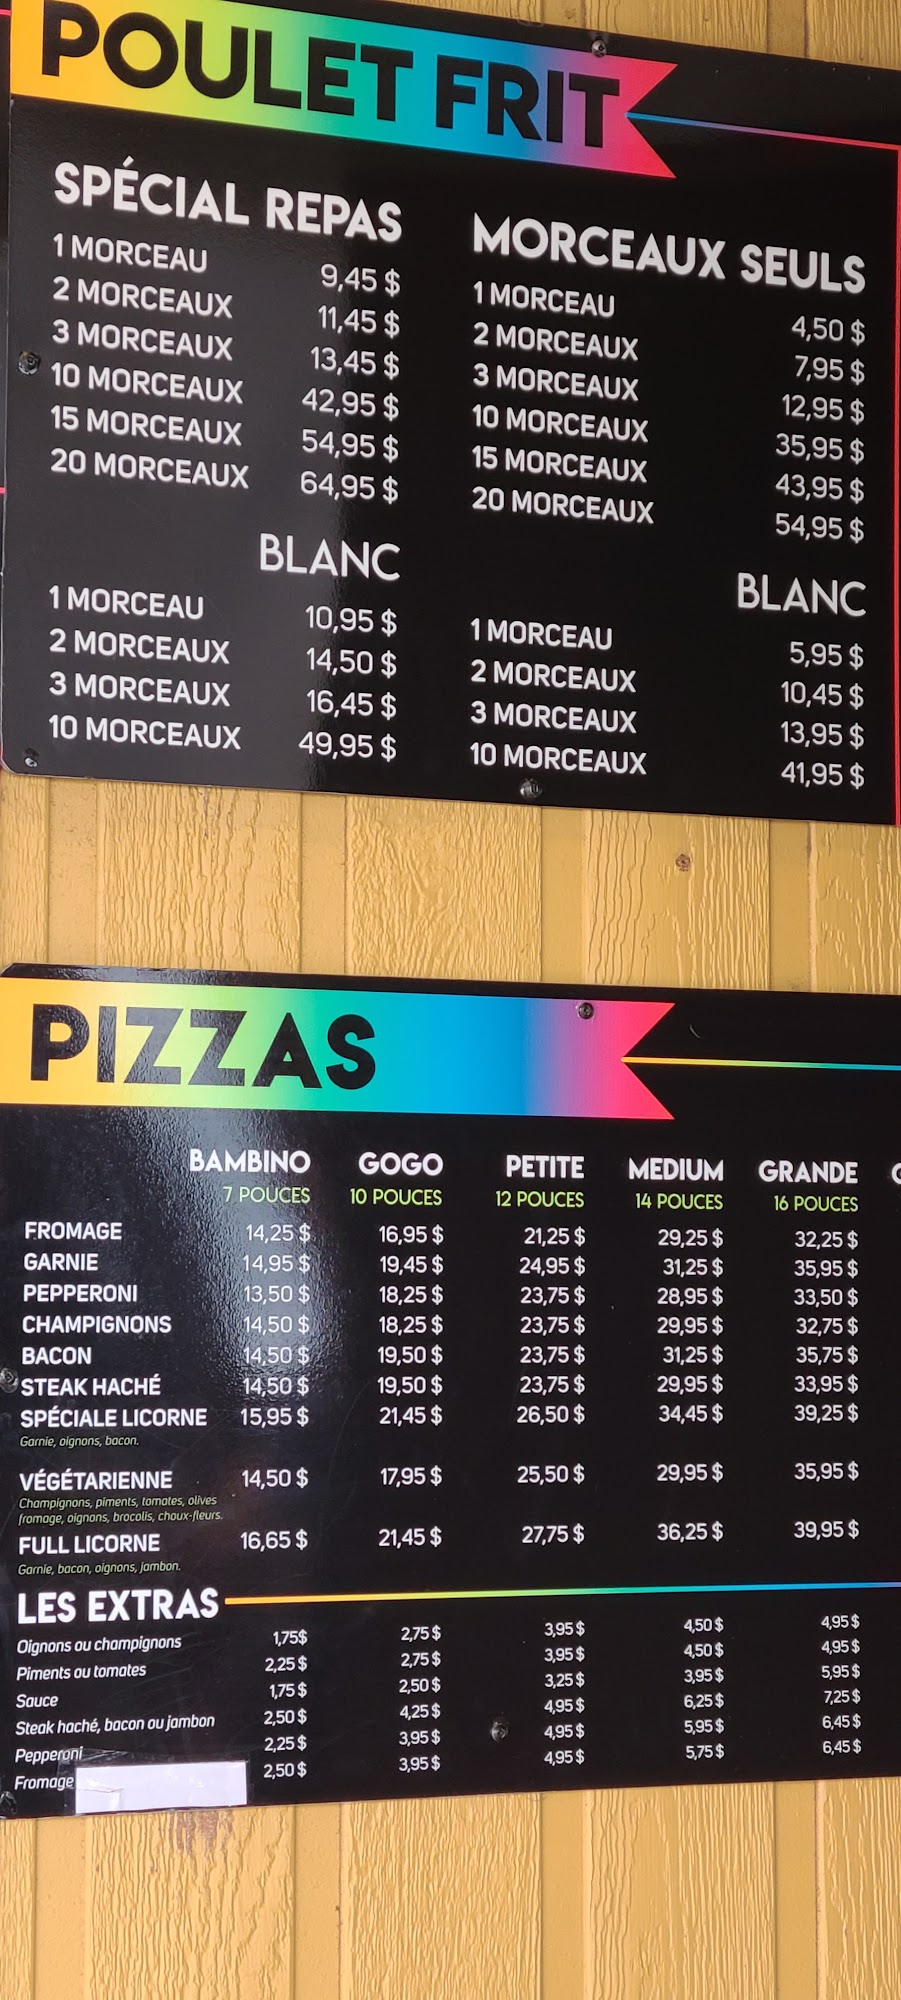 POULET FRIT
SPÉCIAL REPAS
1 MORCEAU 9,45 $
2 MORCEAUX 11,45 $
3 MORCEAUX 13,45 $
10 MORCEAUX 42,95 $
15 MORCEAUX 54,95 $
20 MORCEAUX 64,95 $
BLANC
1 MORCEAU 10,95 $
2 MORCEAUX 14,50 $
3 MORCEAUX 16,45 $
10 MORCEAUX 49,95 $
MORCEAUX SEULS
1 MORCEAU 4,50 $
2 MORCEAUX 7,95 $
3 MORCEAUX 12,95 $
10 MORCEAUX 35,95 $
15 MORCEAUX 43,95 $
20 MORCEAUX 54,95 $
BLANC
1 MORCEAU 5,95 $
2 MORCEAUX 10,45 $
3 MORCEAUX 13,95 $
10 MORCEAUX 41,95 $
PIZZAS
BAMBINO GOGO PETITE MEDIUM GRANDE
7 POUCES 10 POUCES 12 POUCES 14 POUCES 16 POUCES
FROMAGE 14,25 $ 16,95 $ 21,25 $ 29,25 $ 32,25 $
GARNIE 14,95 $ 19,45 $ 24,95 $ 31,25 $ 35,95 $
PEPPERONI 13,50 $ 18,25 $ 23,75 $ 28,95 $ 33,50 $
CHAMPIGNONS 14,50 $ 18,25 $ 23,75 $ 29,95 $ 32,75 $
BACON 14,50 $ 19,50 $ 23,75 $ 31,25 $ 35,75 $
STEAK HACHÉ 14,50 $ 19,50 $ 23,75 $ 29,95 $ 33,95 $
SPÉCIALE LICORNE 15,95 $ 21,45 $ 26,50 $ 34,45 $ 39,25 $
Garnie, oignons, bacon.
VÉGÉTARIENNE 14,50 $ 17,95 $ 25,50 $ 29,95 $ 35,95 $
Champignons, piments, tomates, olives
fromage, oignons, brocolis, choux-fleurs.
FULL LICORNE 16,65 $ 21,45 $ 27,75 $ 36,25 $ 39,95 $
Garnie, bacon, oignons, jambon.
LES EXTRAS
Oignons ou champignons 1,75$ 2,75 $ 3,95 $ 4,50 $ 4,95 $
Piments ou tomates 2,25 $ 2,75 $ 3,95 $ 4,50 $ 4,95 $
Sauce 1,75 $ 2,50 $ 3,25 $ 3,95 $ 5,95 $
Steak haché, bacon ou jambon 2,50 $ 4,25 $ 4,95 $ 6,25 $ 7,25 $
Pepperoni 2,25 $ 3,95 $ 4,95 $ 5,95 $ 6,45 $
Fromage 2,50 $ 3,95 $ 4,95 $ 5,75 $ 6,45 $